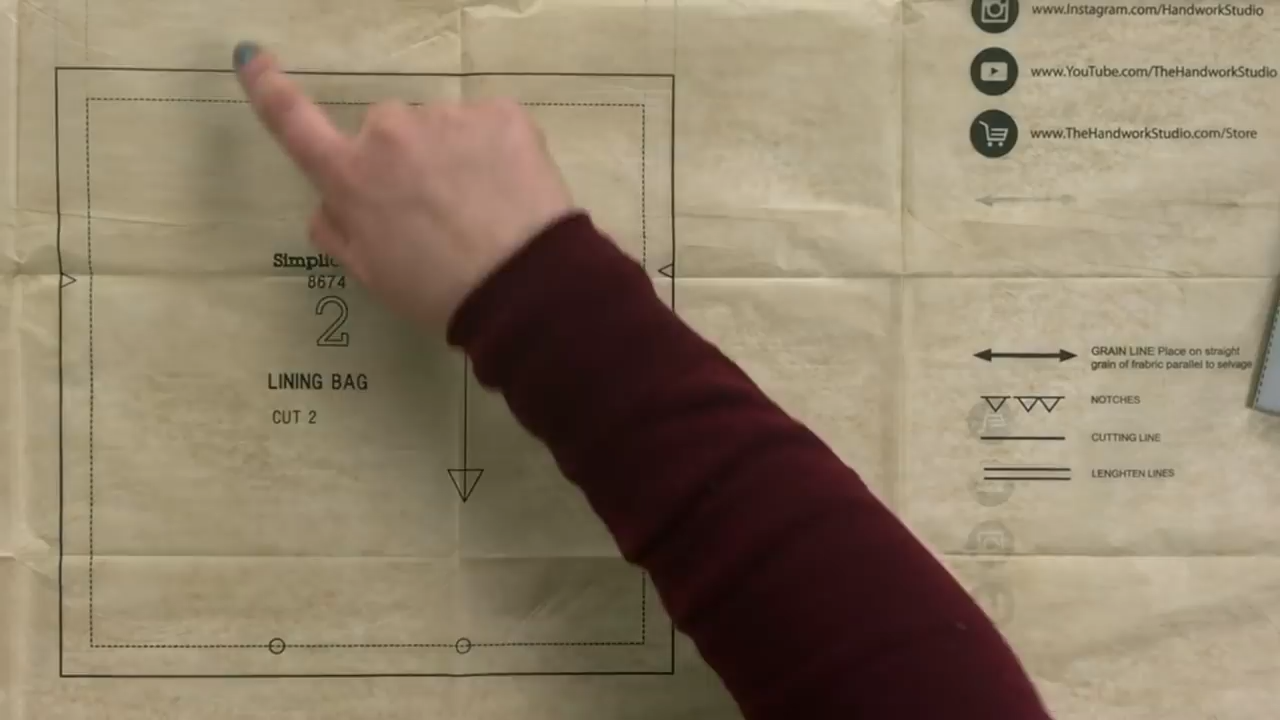 www.Instagram.com/HandworkStudio
www.YouTube.com/TheHandworkStudio
www.TheHandworkStudio.com/Store
Simplic
8674
2
LINING BAG
CUT 2
GRAIN LINE Place on straight
grain of frabric parallel to selvage
NOTCHES
CUTTING LINE
LENGHTEN LINES